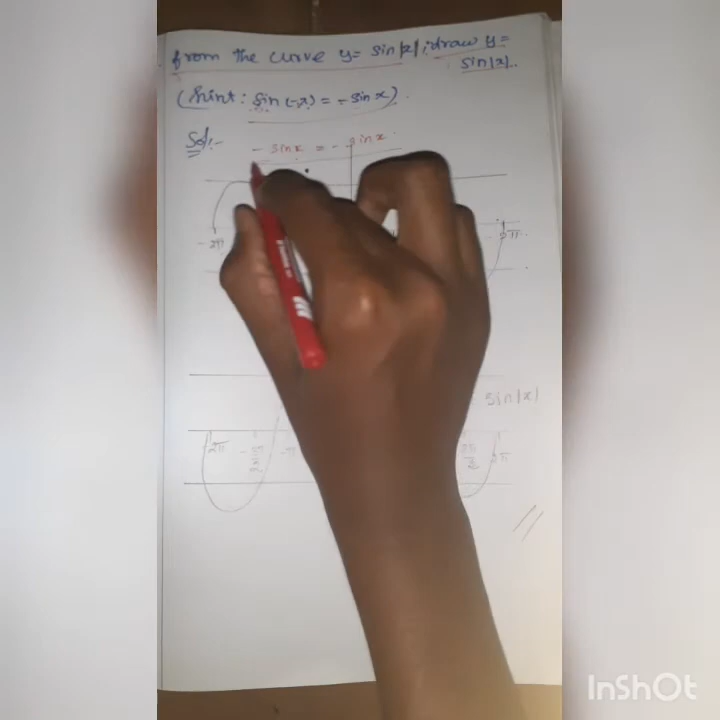 from the curve y= sin|x|, draw y=
sin|x|.
(hint: sin (-x) = - sin x).
Sol:-
- sin x = - sin x.
- 2π
2π
sin|x|
-2π
- 3π/2
-π
3π/2
2π
InShOt